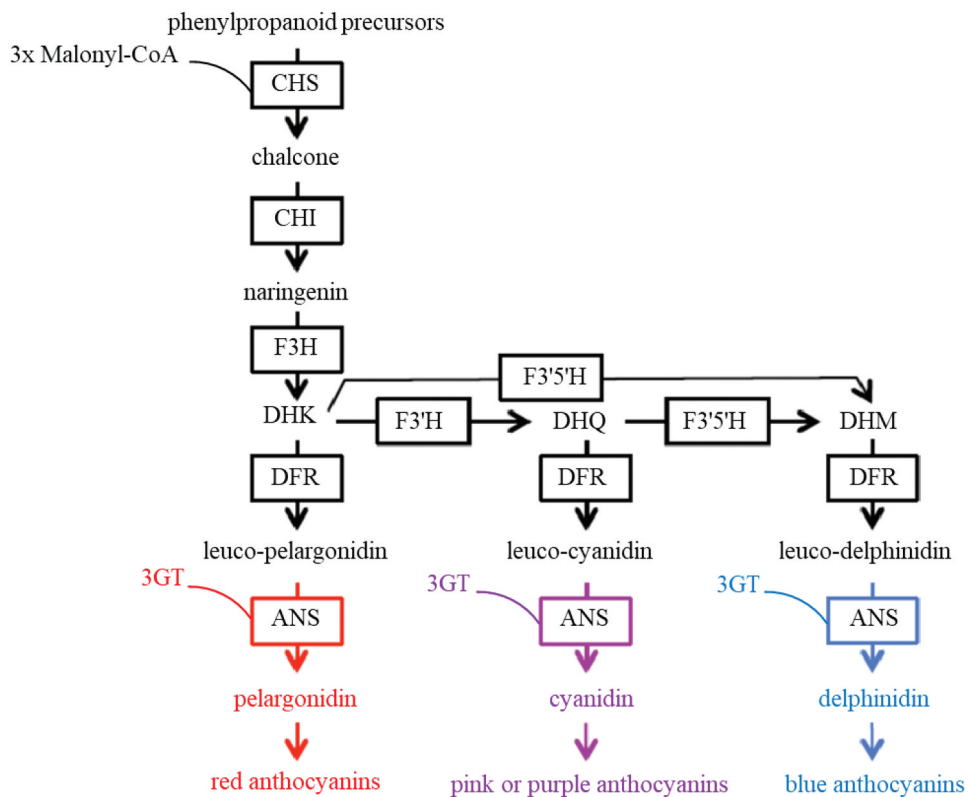 phenylpropanoid precursors
3x Malonyl-CoA
CHS
chalcone
CHI
naringenin
F3H
F3'5'H
DHK
F3'H
DHQ
F3'5'H
DHM
DFR
DFR
DFR
leuco-pelargonidin
leuco-cyanidin
leuco-delphinidin
3GT
3GT
3GT
ANS
ANS
ANS
pelargonidin
cyanidin
delphinidin
red anthocyanins
pink or purple anthocyanins
blue anthocyanins